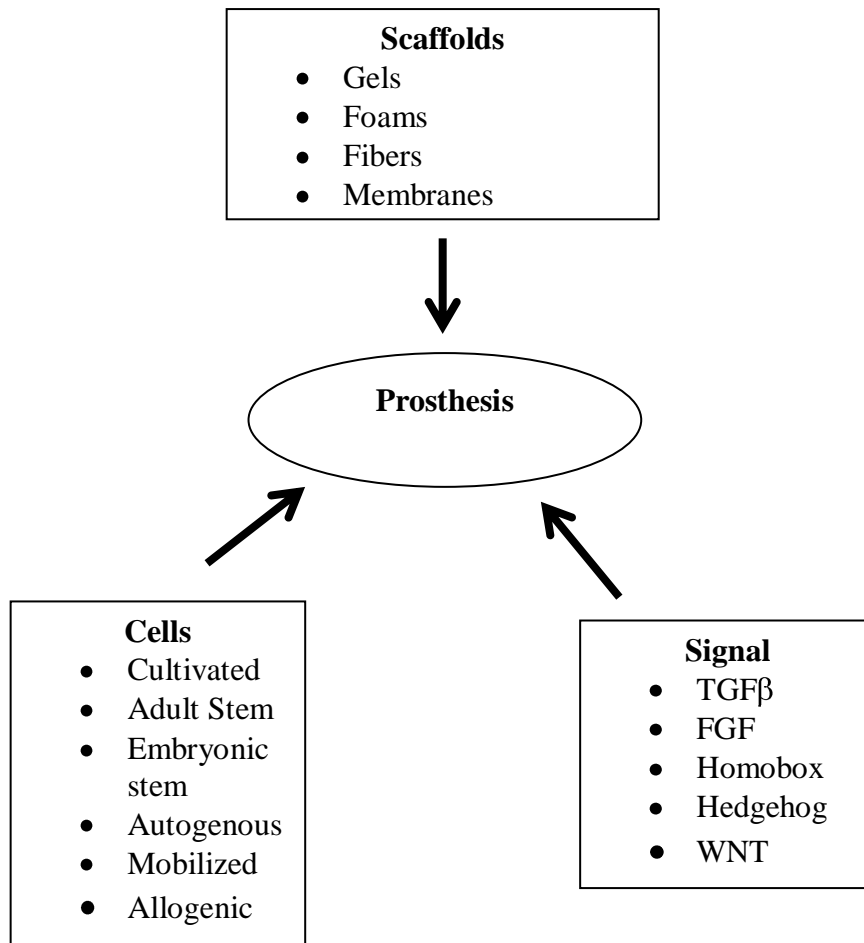 Scaffolds
• Gels
• Foams
• Fibers
• Membranes
Prosthesis
Cells
• Cultivated
• Adult Stem
• Embryonic
stem
• Autogenous
• Mobilized
• Allogenic
Signal
• TGFβ
• FGF
• Homobox
• Hedgehog
• WNT